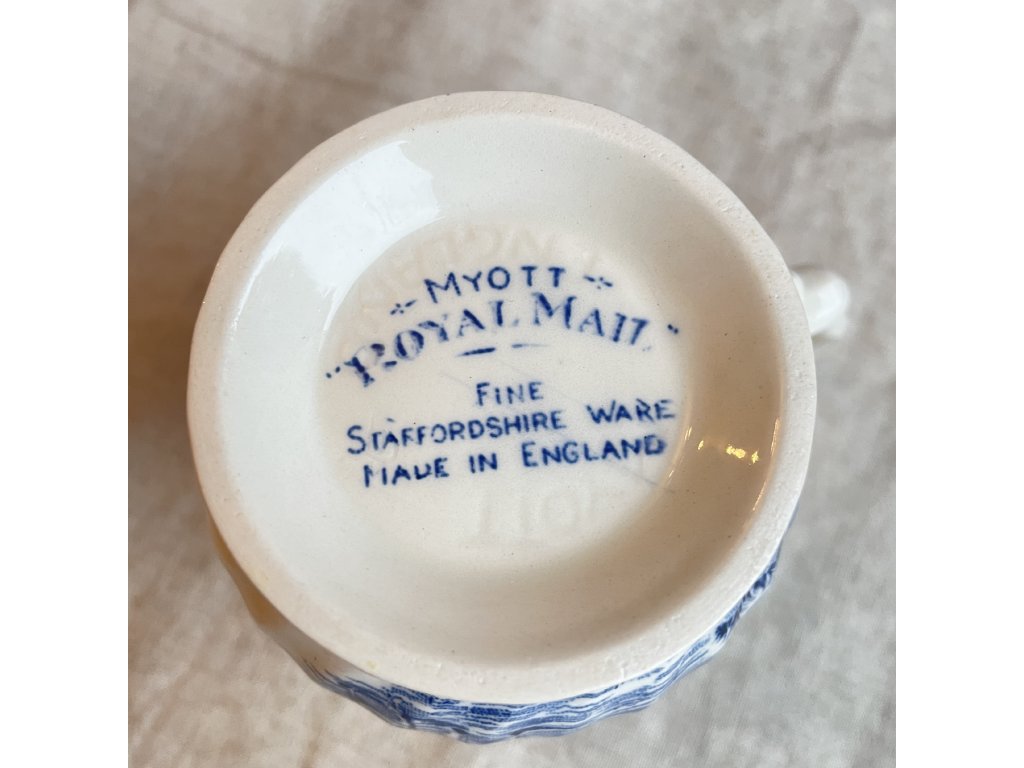 MYOTT
"ROYAL MAIL"
FINE
STAFFORDSHIRE WARE
MADE IN ENGLAND